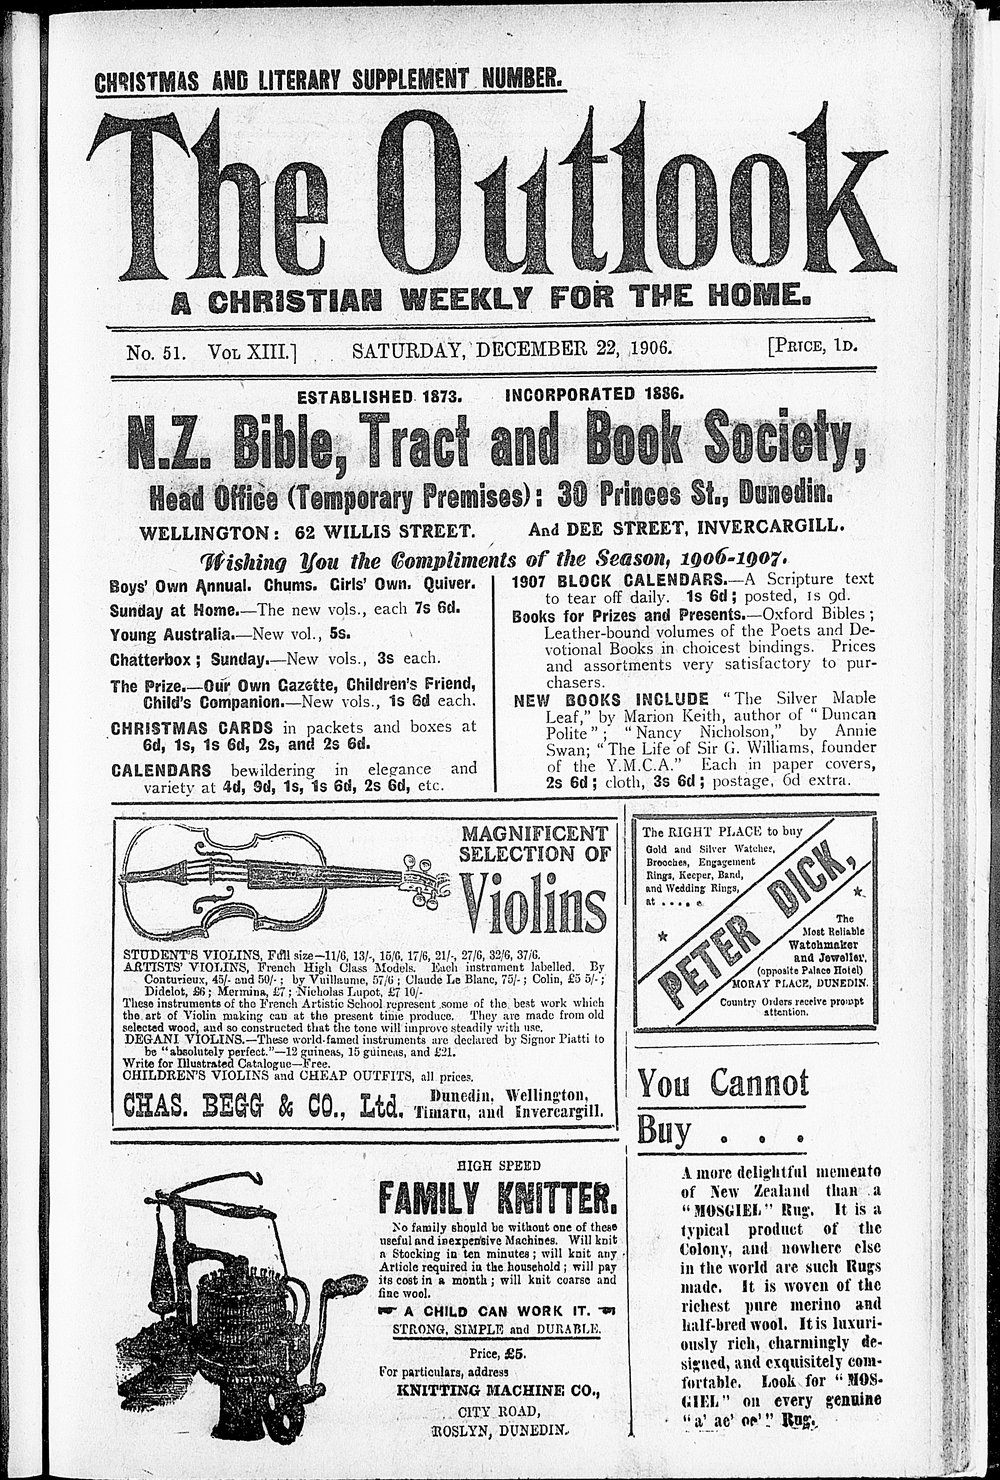 CHRISTMAS AND LITERARY SUPPLEMENT NUMBER.
The Outlook
A CHRISTIAN WEEKLY FOR THE HOME.
No. 51. Vol XIII.] SATURDAY, DECEMBER 22, 1906. [Price, 1d.
ESTABLISHED 1873. INCORPORATED 1886.
N.Z. Bible, Tract and Book Society,
Head Office (Temporary Premises): 30 Princes St., Dunedin.
WELLINGTON: 62 WILLIS STREET. And DEE STREET, INVERCARGILL.
Wishing You the Compliments of the Season, 1906-1907.
Boys' Own Annual. Chums. Girls' Own. Quiver.
Sunday at Home.—The new vols., each 7s 6d.
Young Australia.—New vol., 5s.
Chatterbox; Sunday.—New vols., 3s each.
The Prize.—Our Own Gazette, Children's Friend,
Child's Companion.—New vols., 1s 6d each.
CHRISTMAS CARDS in packets and boxes at
6d, 1s, 1s 6d, 2s, and 2s 6d.
CALENDARS bewildering in elegance and
variety at 4d, 9d, 1s, 1s 6d, 2s 6d, etc.
1907 BLOCK CALENDARS.—A Scripture text
to tear off daily. 1s 6d; posted, 1s 9d.
Books for Prizes and Presents.—Oxford Bibles;
Leather-bound volumes of the Poets and De-
votional Books in choicest bindings. Prices
and assortments very satisfactory to pur-
chasers.
NEW BOOKS INCLUDE "The Silver Maple
Leaf," by Marion Keith, author of "Duncan
Polite"; "Nancy Nicholson," by Annie
Swan; "The Life of Sir G. Williams, founder
of the Y.M.C.A." Each in paper covers,
2s 6d; cloth, 3s 6d; postage, 6d extra.
MAGNIFICENT
SELECTION OF
Violins
STUDENT'S VIOLINS, Full size—11/6, 13/-, 15/6, 17/6, 21/-, 27/6, 32/6, 37/6.
ARTISTS' VIOLINS, French High Class Models. Each instrument labelled. By
Conturieux, 45/- and 50/-; by Vuillaume, 57/6; Claude Le Blanc, 75/-; Colin, £5 5/-;
Didelot, £6; Mermina, £7; Nicholas Lupot, £7 10/-.
These instruments of the French Artistic School represent some of the best work which
the art of Violin making can at the present time produce. They are made from old
selected wood, and so constructed that the tone will improve steadily with use.
DEGANI VIOLINS.—These world-famed instruments are declared by Signor Piatti to
be "absolutely perfect."—12 guineas, 15 guineas, and £21.
Write for Illustrated Catalogue—Free.
CHILDREN'S VIOLINS and CHEAP OUTFITS, all prices.
CHAS. BEGG & CO., Ltd. Dunedin, Wellington,
Timaru, and Invercargill.
The RIGHT PLACE to buy
Gold and Silver Watches,
Brooches, Engagement
Rings, Keeper, Band,
and Wedding Rings,
at . . . . .
PETER DICK,
The
Most Reliable
Watchmaker
and Jeweller,
(opposite Palace Hotel)
MORAY PLACE, DUNEDIN.
Country Orders receive prompt
attention.
HIGH SPEED
FAMILY KNITTER.
No family should be without one of these
useful and inexpensive Machines. Will knit
a Stocking in ten minutes; will knit any
Article required in the household; will pay
its cost in a month; will knit coarse and
fine wool.
A CHILD CAN WORK IT.
STRONG, SIMPLE and DURABLE.
Price, £5.
For particulars, address
KNITTING MACHINE CO.,
CITY ROAD,
ROSLYN, DUNEDIN.
You Cannot
Buy . . .
A more delightful memento
of New Zealand than a
"MOSGIEL" Rug. It is a
typical product of the
Colony, and nowhere else
in the world are such Rugs
made. It is woven of the
richest pure merino and
half-bred wool. It is luxuri-
ously rich, charmingly de-
signed, and exquisitely com-
fortable. Look for "MOS-
GIEL" on every genuine
"a' ae' oo'" Rug.